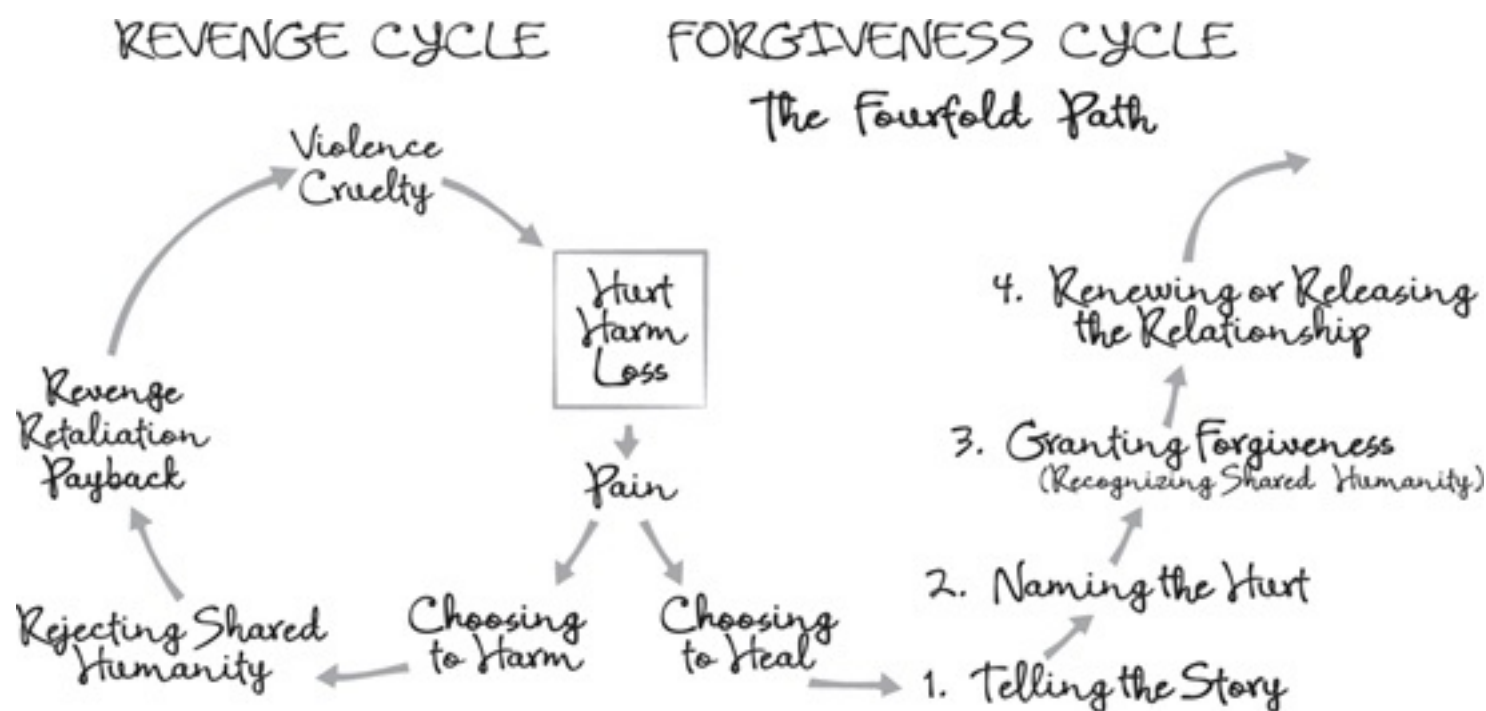 REVENGE CYCLE
FORGIVENESS CYCLE
The Fourfold Path
Violence
Cruelty
Hurt
Harm
Loss
Pain
Choosing
to Harm
Rejecting Shared
Humanity
Revenge
Retaliation
Payback
Choosing
to Heal
1. Telling the Story
2. Naming the Hurt
3. Granting Forgiveness
(Recognizing Shared Humanity)
4. Renewing or Releasing
the Relationship